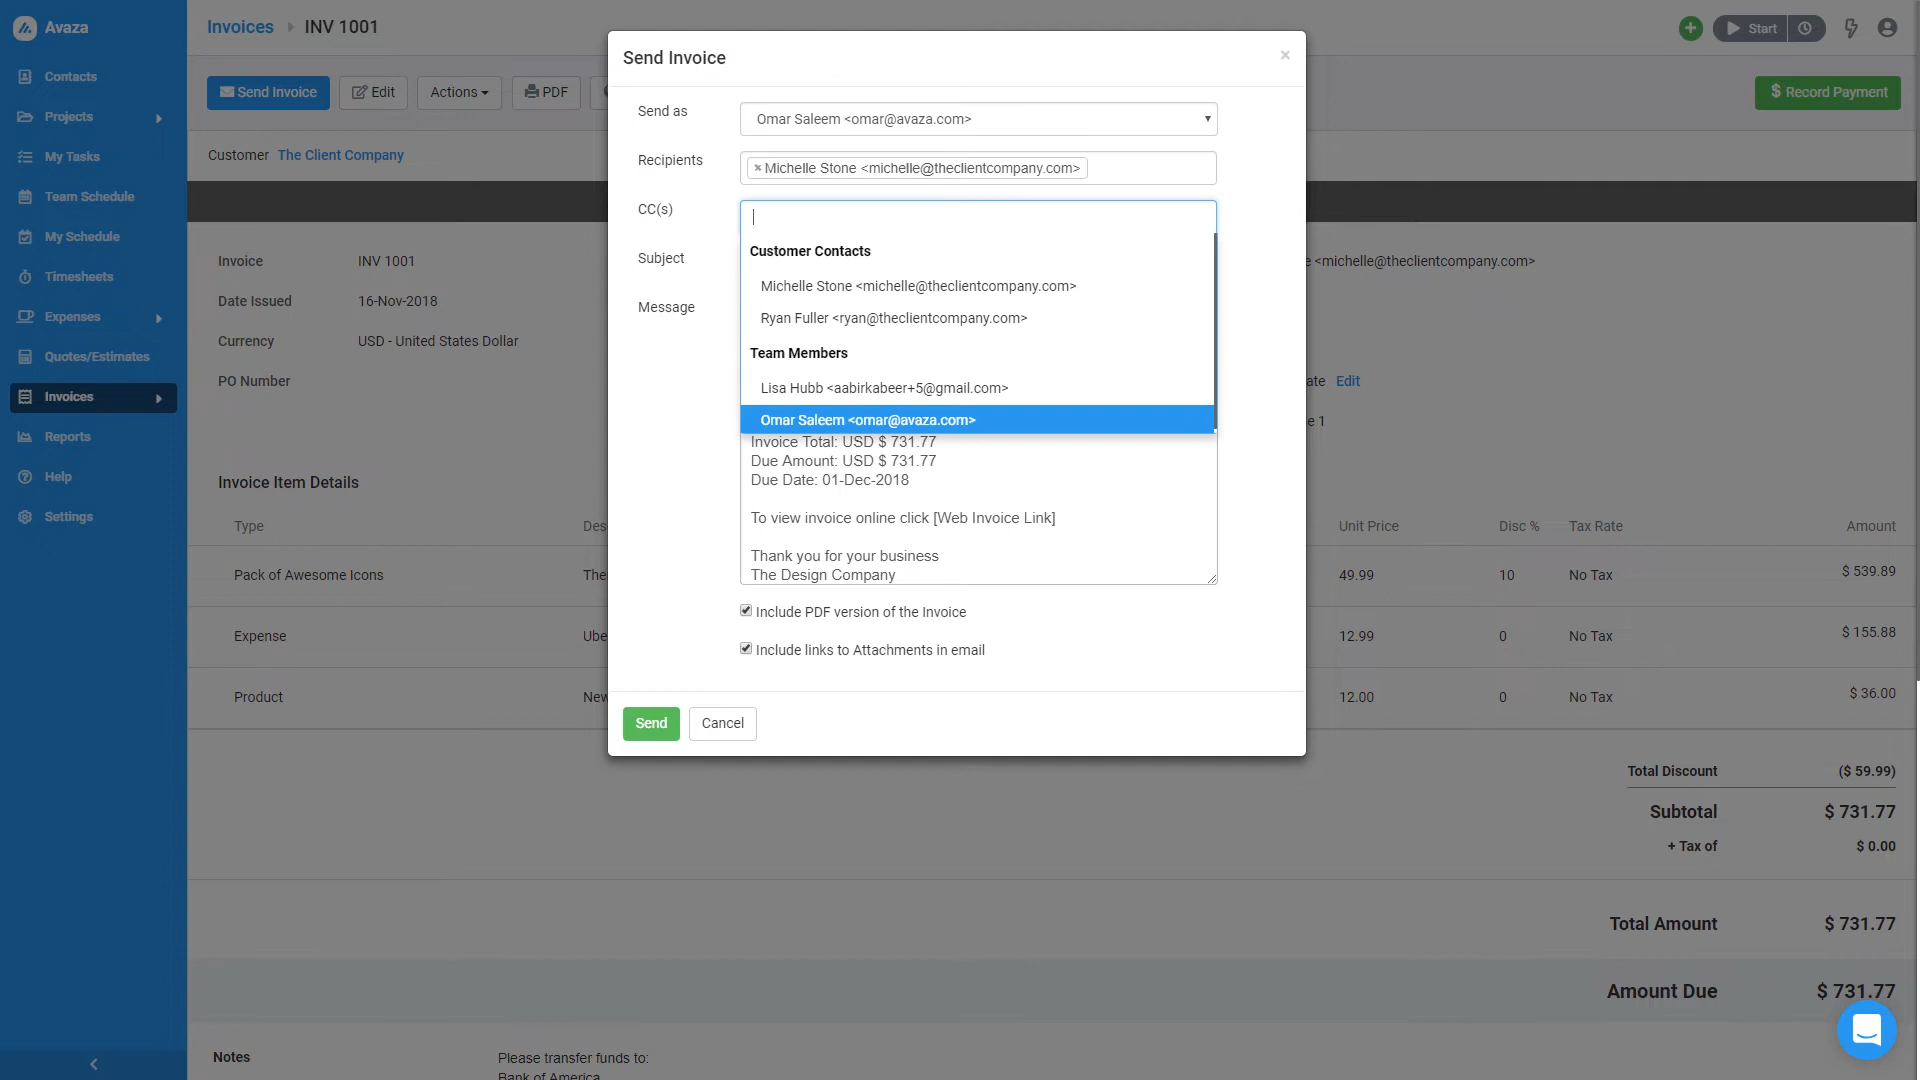 Avaza
Contacts
Projects
My Tasks
Team Schedule
My Schedule
Timesheets
Expenses
Quotes/Estimates
Invoices
Reports
Help
Settings
Invoices INV 1001
Start
Send Invoice Edit Actions PDF
$ Record Payment
Customer The Client Company
Invoice INV 1001
Date Issued 16-Nov-2018
Currency USD - United States Dollar
PO Number
<michelle@theclientcompany.com>
Edit
1
Invoice Item Details
Type Unit Price Disc % Tax Rate Amount
Pack of Awesome Icons 49.99 10 No Tax $ 539.89
Expense 12.99 0 No Tax $ 155.88
Product 12.00 0 No Tax $ 36.00
Total Discount ($ 59.99)
Subtotal $ 731.77
+ Tax of $ 0.00
Total Amount $ 731.77
Amount Due $ 731.77
Notes Please transfer funds to:
Bank of America
Send Invoice ×
Send as Omar Saleem <omar@avaza.com>
Recipients × Michelle Stone <michelle@theclientcompany.com>
CC(s)
Subject
Message
Customer Contacts
Michelle Stone <michelle@theclientcompany.com>
Ryan Fuller <ryan@theclientcompany.com>
Team Members
Lisa Hubb <aabirkabeer+5@gmail.com>
Omar Saleem <omar@avaza.com>
Invoice Total: USD $ 731.77
Due Amount: USD $ 731.77
Due Date: 01-Dec-2018
To view invoice online click [Web Invoice Link]
Thank you for your business
The Design Company
Include PDF version of the Invoice
Include links to Attachments in email
Send Cancel